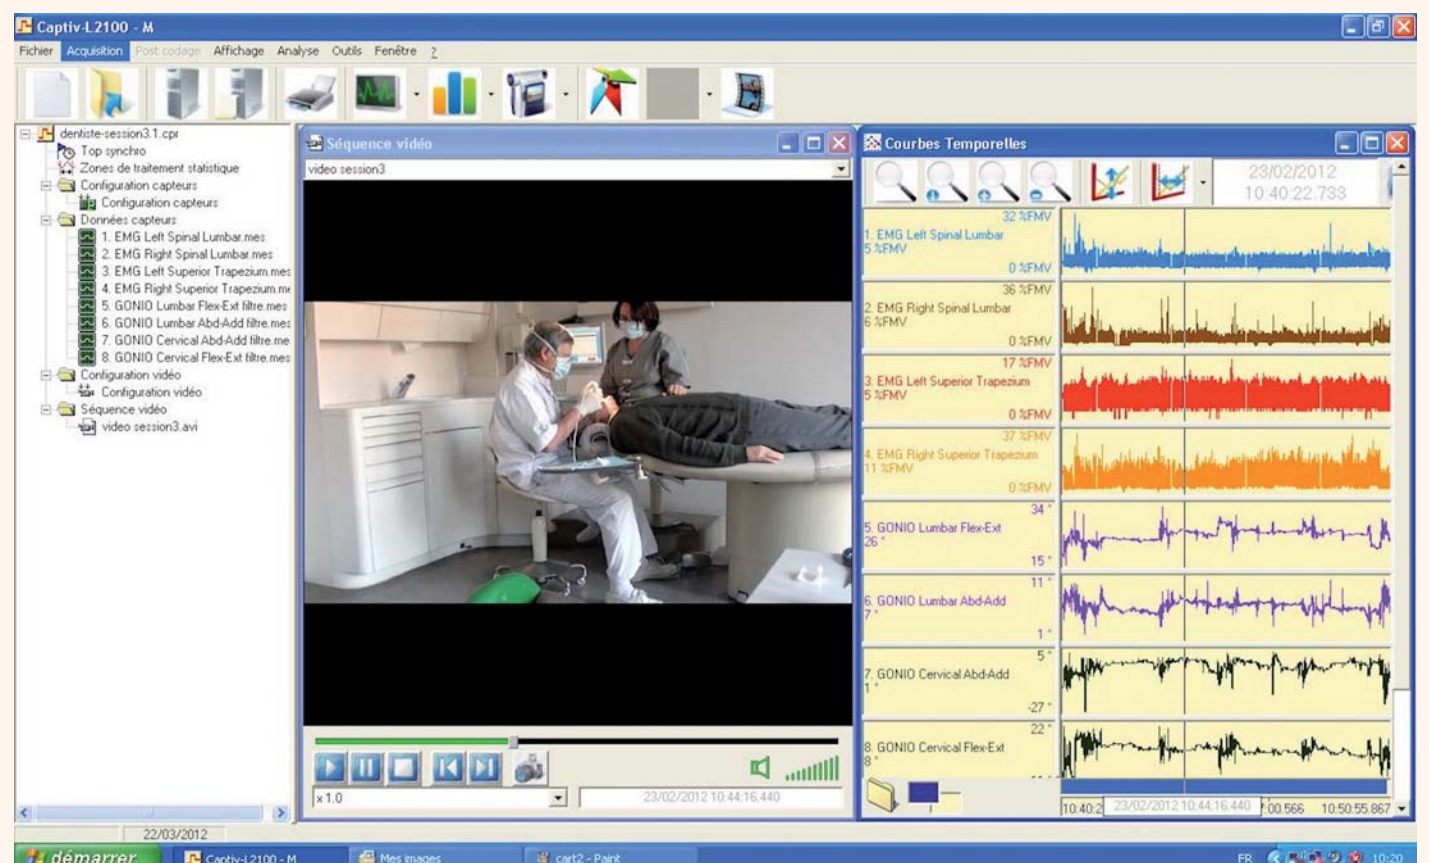 Captiv-L2100 - M
Fichier Acquisition Post codage Affichage Analyse Outils Fenêtre ?
dentiste-session3.1.cpr
Top synchro
Zones de traitement statistique
Configuration capteurs
Configuration capteurs
Données capteurs
1. EMG Left Spinal Lumbar.mes
2. EMG Right Spinal Lumbar.mes
3. EMG Left Superior Trapezium.mes
4. EMG Right Superior Trapezium.me
5. GONIO Lumbar Flex-Ext filtre.mes
6. GONIO Lumbar Abd-Add filtre.mes
7. GONIO Cervical Abd-Add filtre.me
8. GONIO Cervical Flex-Ext filtre.mes
Configuration vidéo
Configuration vidéo
Séquence vidéo
video session3.avi
Séquence vidéo
video session3
x 1.0
23/02/2012 10:44:16.440
Courbes Temporelles
23/02/2012
10:40:22.733
32 %FMV
1. EMG Left Spinal Lumbar
5 %FMV
0 %FMV
36 %FMV
2. EMG Right Spinal Lumbar
6 %FMV
0 %FMV
17 %FMV
3. EMG Left Superior Trapezium
5 %FMV
0 %FMV
37 %FMV
4. EMG Right Superior Trapezium
11 %FMV
0 %FMV
34 °
5. GONIO Lumbar Flex-Ext
26 °
15 °
11 °
6. GONIO Lumbar Abd-Add
7 °
1 °
5 °
7. GONIO Cervical Abd-Add
1 °
-27 °
22 °
8. GONIO Cervical Flex-Ext
8 °
10:40:2 23/02/2012 10:44:16.440 :00.566 10:50:55.867
22/03/2012
démarrer Captiv-L2100 - M Mes images cart2 - Paint FR 10:20